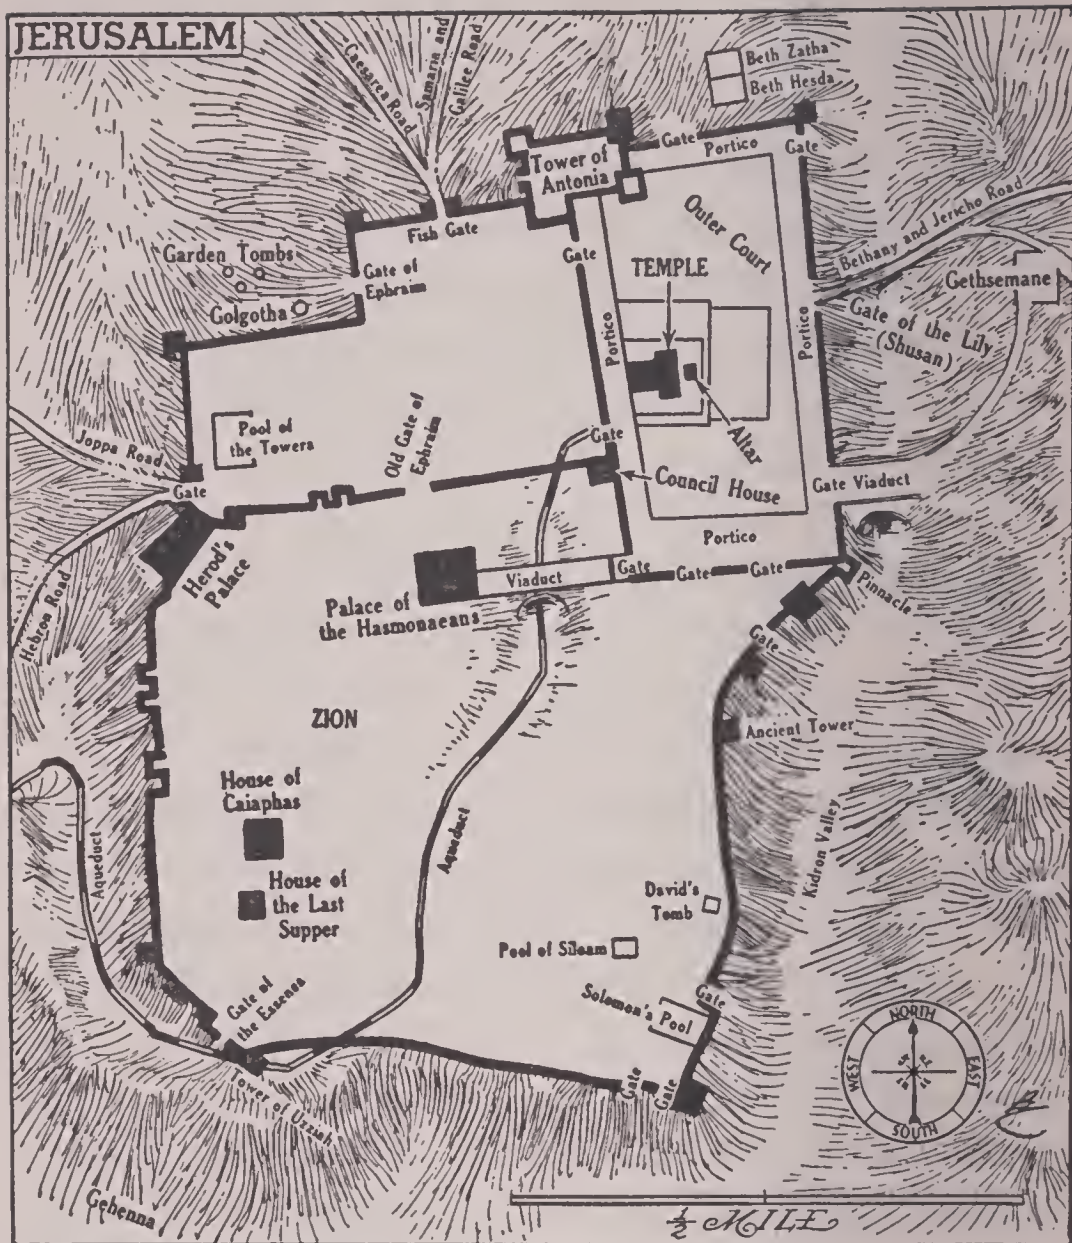 JERUSALEM
Caesarea Road
Samaria and
Galilee Road
Beth Zatha
Beth Hesda
Tower of
Antonia
Gate
Portico
Gate
Fish Gate
Gate
Outer Court
Bethany and Jericho Road
Garden Tombs
Gate of
Ephraim
Golgotha
TEMPLE
Gethsemane
Gate of the Lily
(Shusan)
Portico
Portico
Pool of
the Towers
Joppa Road
Old Gate of
Ephraim
Gate
Altar
Gate
Council House
Gate Viaduct
Herod's
Palace
Portico
Hebron Road
Viaduct
Gate
Gate
Gate
Pinnacle
Palace of
the Hasmonaeans
Gate
ZION
Ancient Tower
House of
Caiaphas
Aqueduct
Aqueduct
Kidron Valley
House of
the Last
Supper
David's
Tomb
Pool of Siloam
Gate of
the Essenes
Solomon's Pool
Gate
NORTH
WEST
EAST
SOUTH
Tower of Uzziah
Gate
Gate
Gehenna
½ MILE